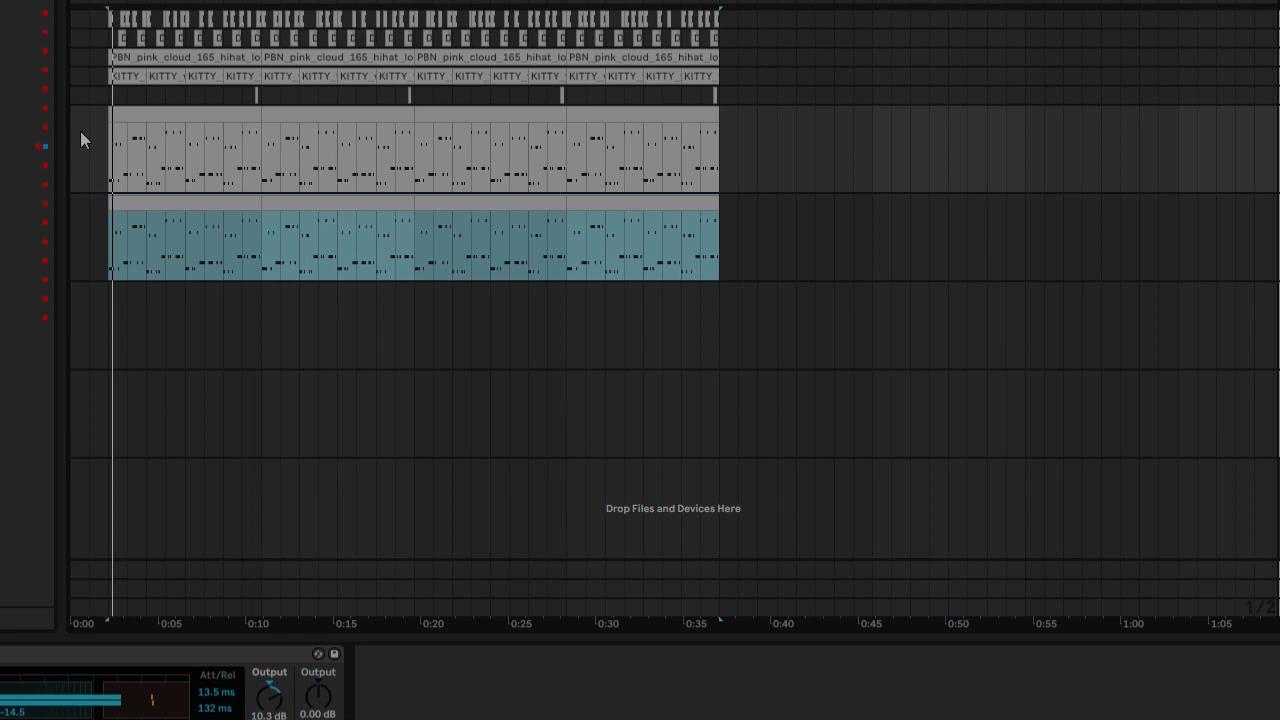 PBN_pink_cloud_165_hihat_lo PBN_pink_cloud_165_hihat_lo PBN_pink_cloud_165_hihat_lo PBN_pink_cloud_165_hihat_lo
KITTY_ KITTY_ KITTY_ KITTY_ KITTY_ KITTY_ KITTY_ KITTY_ KITTY_ KITTY_ KITTY_ KITTY_ KITTY_ KITTY_ KITTY_ KITTY_
Drop Files and Devices Here
1/2
0:00 0:05 0:10 0:15 0:20 0:25 0:30 0:35 0:40 0:45 0:50 0:55 1:00 1:05
Att/Rel Output Output
13.5 ms
132 ms
-14.5 10.3 dB 0.00 dB